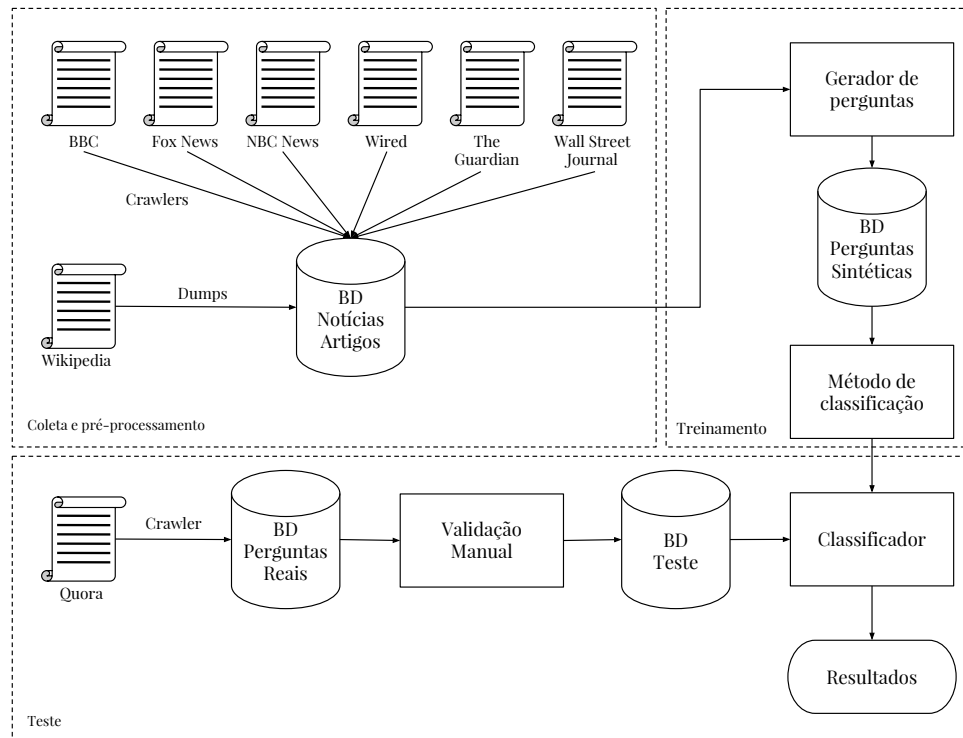 BBC
Fox News
NBC News
Wired
The
Guardian
Wall Street
Journal
Crawlers
Wikipedia
Dumps
BD
Notícias
Artigos
Coleta e pré-processamento
Gerador de
perguntas
BD
Perguntas
Sintéticas
Método de
classificação
Treinamento
Quora
Crawler
BD
Perguntas
Reais
Validação
Manual
BD
Teste
Classificador
Resultados
Teste